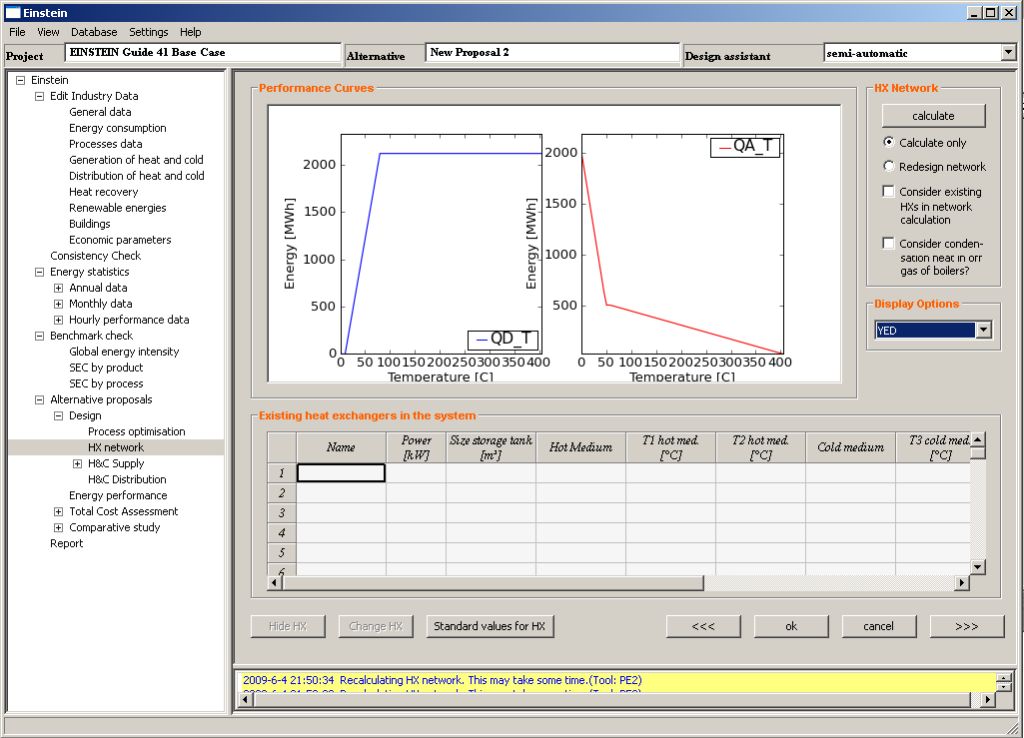 Einstein
File View Database Settings Help
Project EINSTEIN Guide 41 Base Case Alternative New Proposal 2 Design assistant semi-automatic
Einstein
Edit Industry Data
General data
Energy consumption
Processes data
Generation of heat and cold
Distribution of heat and cold
Heat recovery
Renewable energies
Buildings
Economic parameters
Consistency Check
Energy statistics
Annual data
Monthly data
Hourly performance data
Benchmark check
Global energy intensity
SEC by product
SEC by process
Alternative proposals
Design
Process optimisation
HX network
H&C Supply
H&C Distribution
Energy performance
Total Cost Assessment
Comparative study
Report
Performance Curves
2000
1500
1000
500
0
Energy [MWh]
QD_T
0 50 100 150 200 250 300 350 400
Temperature [C]
2000
1500
1000
500
Energy [MWh]
QA_T
0 50 100 150 200 250 300 350 400
Temperature [C]
HX Network
calculate
Calculate only
Redesign network
Consider existing
HXs in network
calculation
Consider conden-
sation heat in off
gas of boilers?
Display Options
YED
Existing heat exchangers in the system
Name Power [kW] Size storage tank [m³] Hot Medium T1 hot med. [°C] T2 hot med. [°C] Cold medium T3 cold med. [°C]
1
2
3
4
5
6
Hide HX Change HX Standard values for HX <<< ok cancel >>>
2009-6-4 21:50:34 Recalculating HX network. This may take some time.(Tool: PE2)